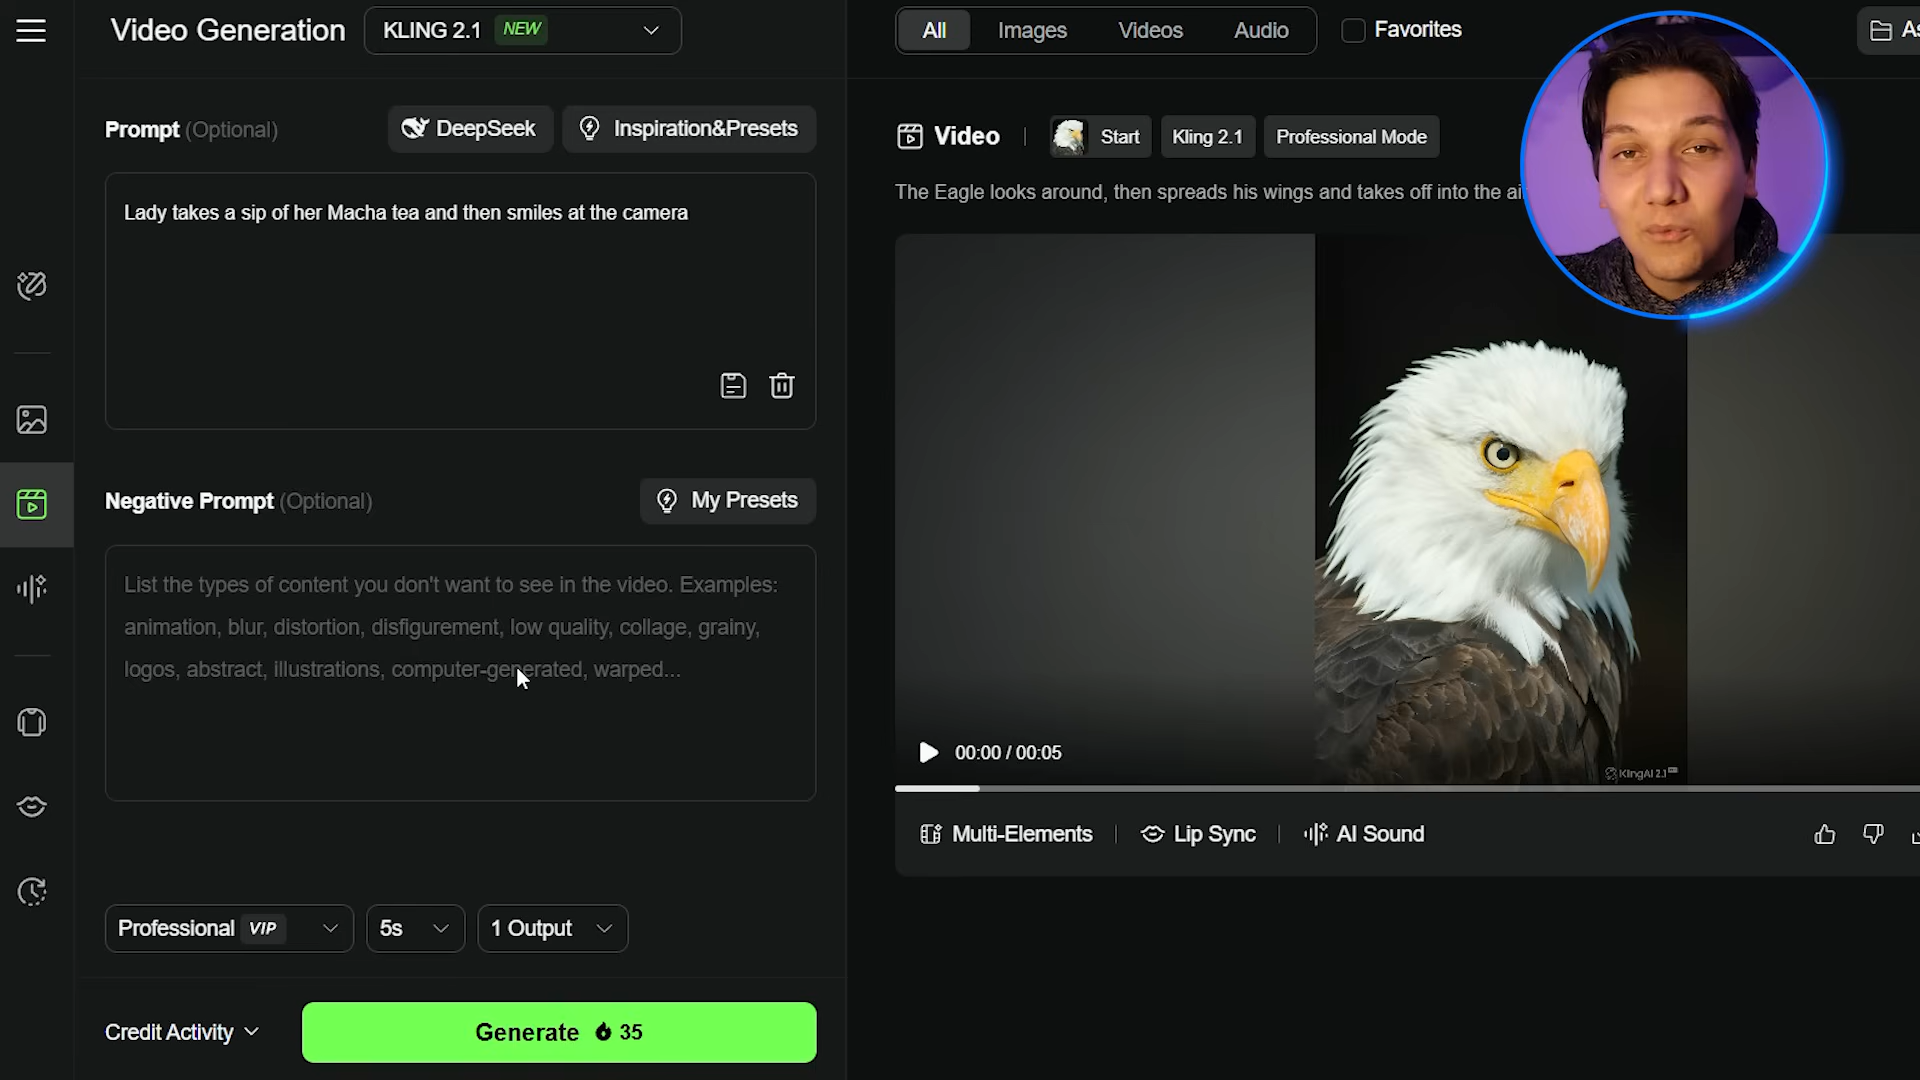 Video Generation
KLING 2.1 NEW
Prompt (Optional)
DeepSeek
Inspiration&Presets
Lady takes a sip of her Macha tea and then smiles at the camera
Negative Prompt (Optional)
My Presets
List the types of content you don't want to see in the video. Examples:
animation, blur, distortion, disfigurement, low quality, collage, grainy,
logos, abstract, illustrations, computer-generated, warped...
Professional VIP
5s
1 Output
Credit Activity
Generate 35
All
Images
Videos
Audio
Favorites
Video
Start
Kling 2.1
Professional Mode
The Eagle looks around, then spreads his wings and takes off into the
00:00 / 00:05
KlingAI 2.1
Multi-Elements
Lip Sync
AI Sound